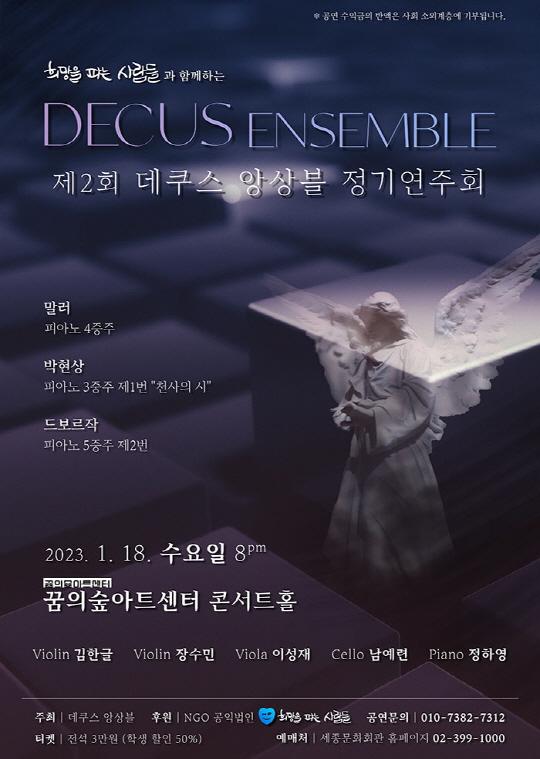 ※ 공연 수익금의 반액은 사회 소외계층에 기부됩니다.
희망을 파는 사람들과 함께하는
DECUS ENSEMBLE
제2회 데쿠스 앙상블 정기연주회
말러
피아노 4중주
박현상
피아노 3중주 제1번 "천사의 시"
드보르작
피아노 5중주 제2번
2023. 1. 18. 수요일 8pm
꿈의숲아트센터
꿈의숲아트센터 콘서트홀
Violin 김한글 Violin 장수민 Viola 이성재 Cello 남예련 Piano 정하영
주최 | 데쿠스 앙상블 후원 | NGO 공익법인 희망을 파는 사람들 공연문의 | 010-7382-7312
티켓 | 전석 3만원 (학생 할인 50%) 예매처 | 세종문화회관 홈페이지 02-399-1000